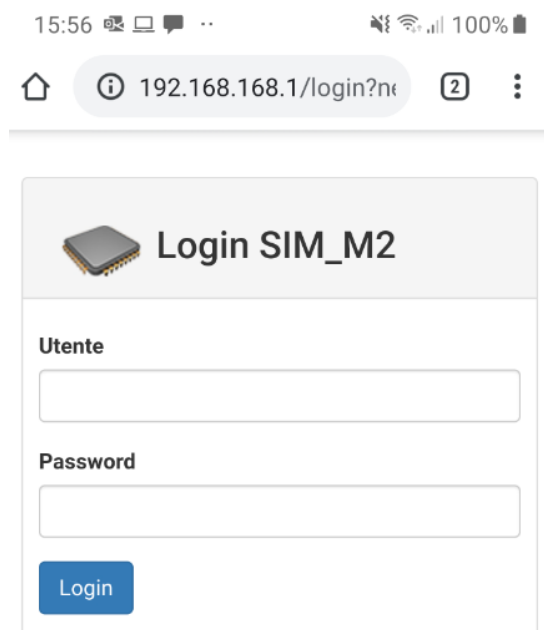 15:56
100%
192.168.168.1/login?ne
2
Login SIM_M2
Utente
Password
Login